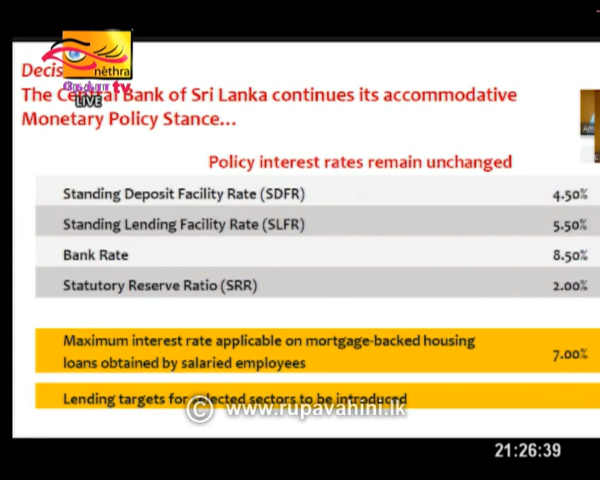 Decis
nēthra
நேத்ரா tv
LIVE
The Central Bank of Sri Lanka continues its accommodative
Monetary Policy Stance...
Policy interest rates remain unchanged
Standing Deposit Facility Rate (SDFR) 4.50%
Standing Lending Facility Rate (SLFR) 5.50%
Bank Rate 8.50%
Statutory Reserve Ratio (SRR) 2.00%
Maximum interest rate applicable on mortgage-backed housing
loans obtained by salaried employees 7.00%
Lending targets for selected sectors to be introduced
© www.rupavahini.lk
21:26:39